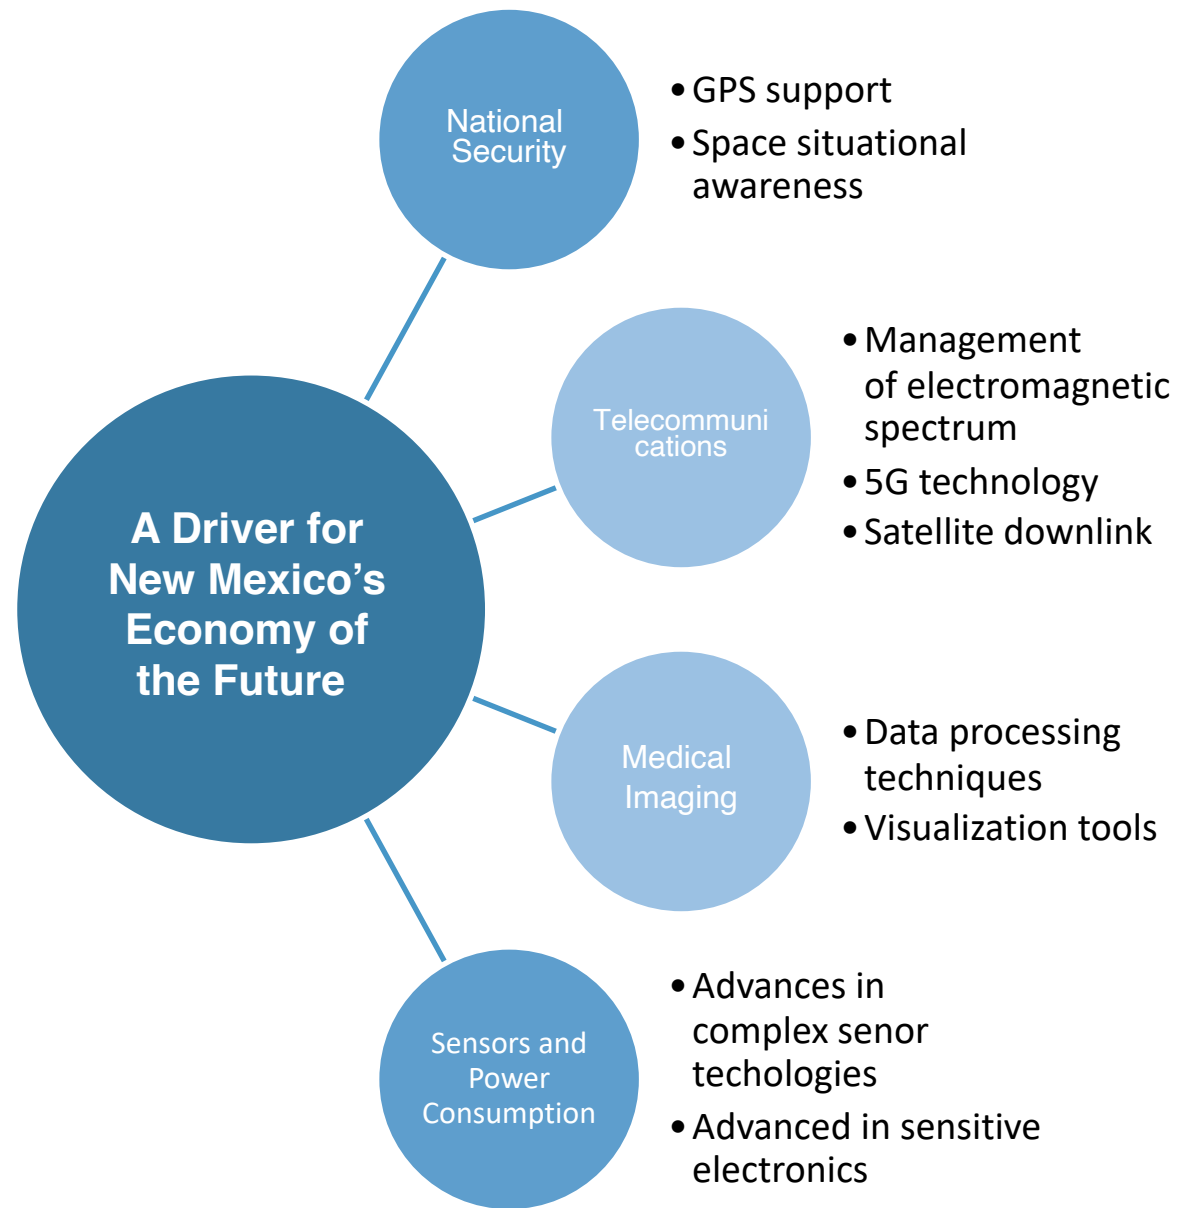 National
Security
• GPS support
• Space situational
awareness
Telecommuni
cations
• Management
of electromagnetic
spectrum
• 5G technology
• Satellite downlink
A Driver for
New Mexico’s
Economy of
the Future
Medical
Imaging
• Data processing
techniques
• Visualization tools
Sensors and
Power
Consumption
• Advances in
complex senor
techologies
• Advanced in sensitive
electronics